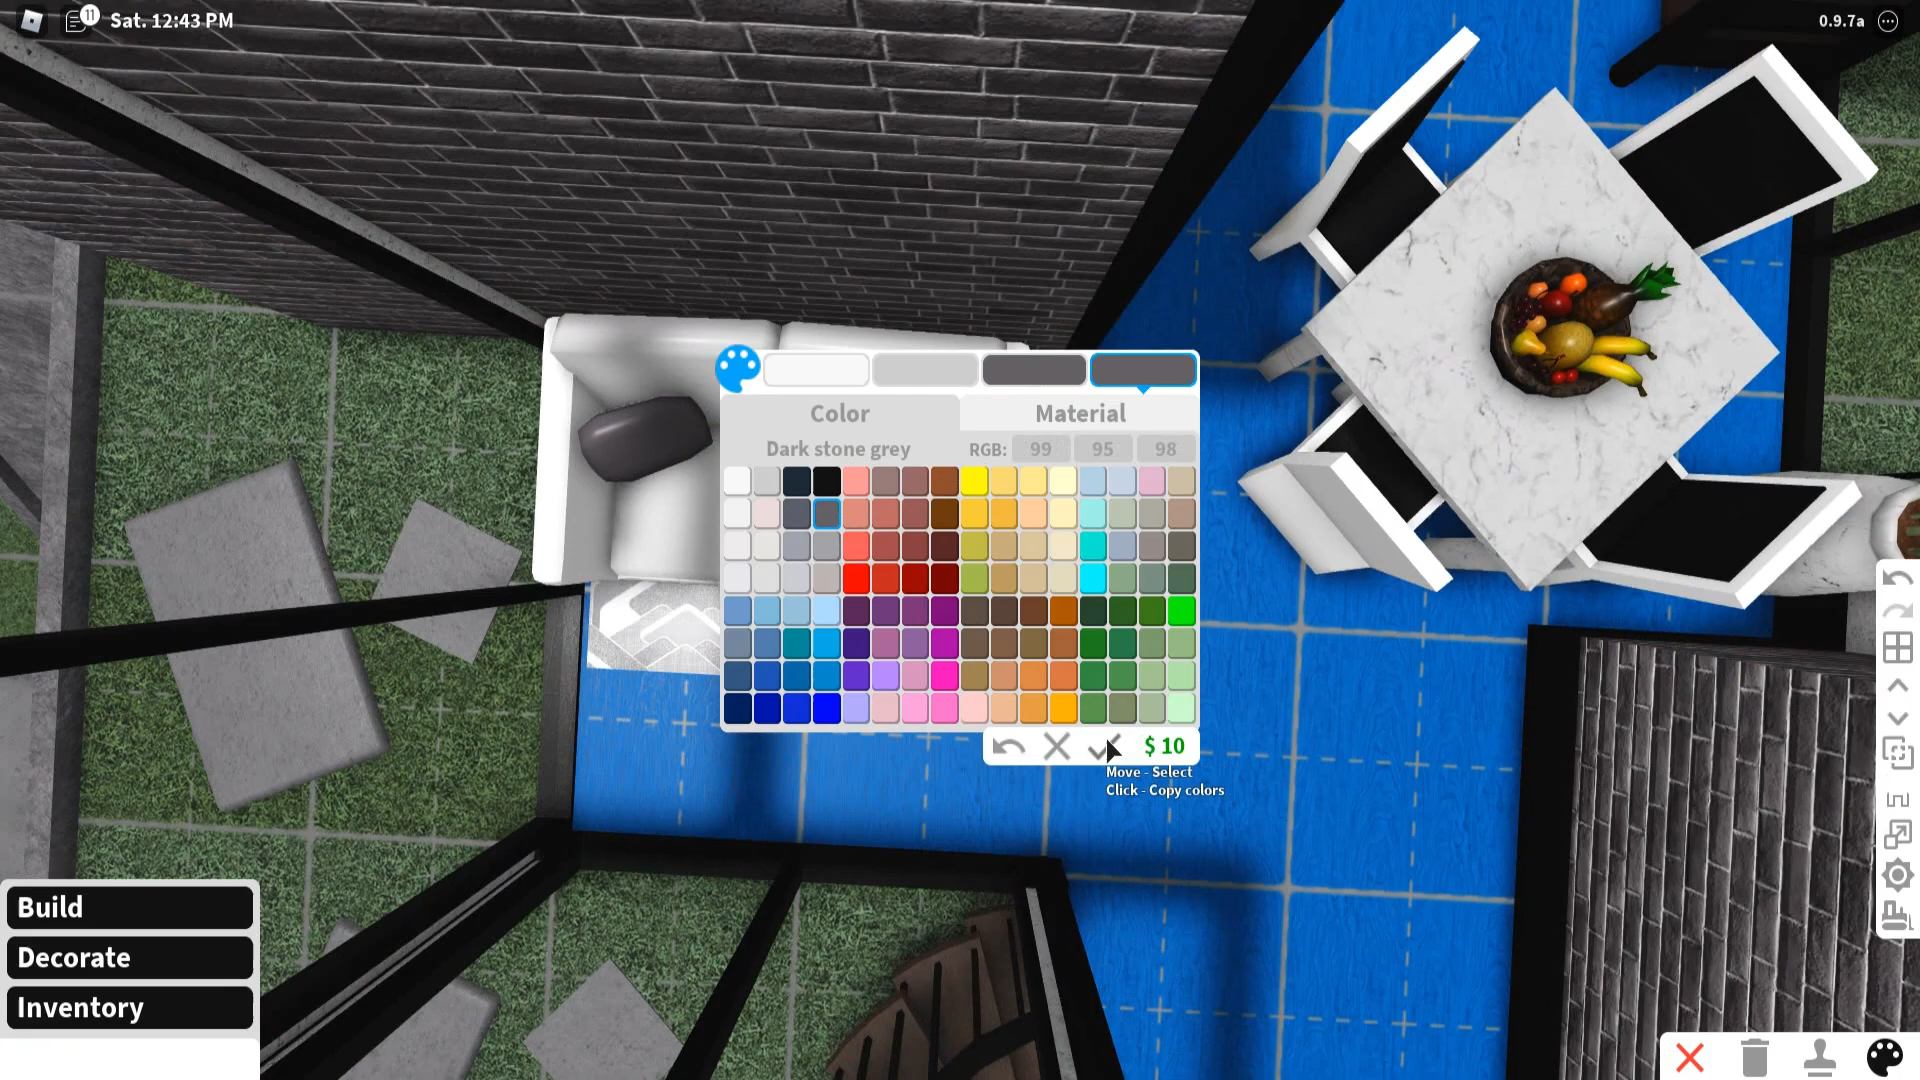 11
Sat. 12:43 PM
0.9.7a
Color
Material
Dark stone grey
RGB: 99 95 98
$ 10
Move - Select
Click - Copy colors
Build
Decorate
Inventory